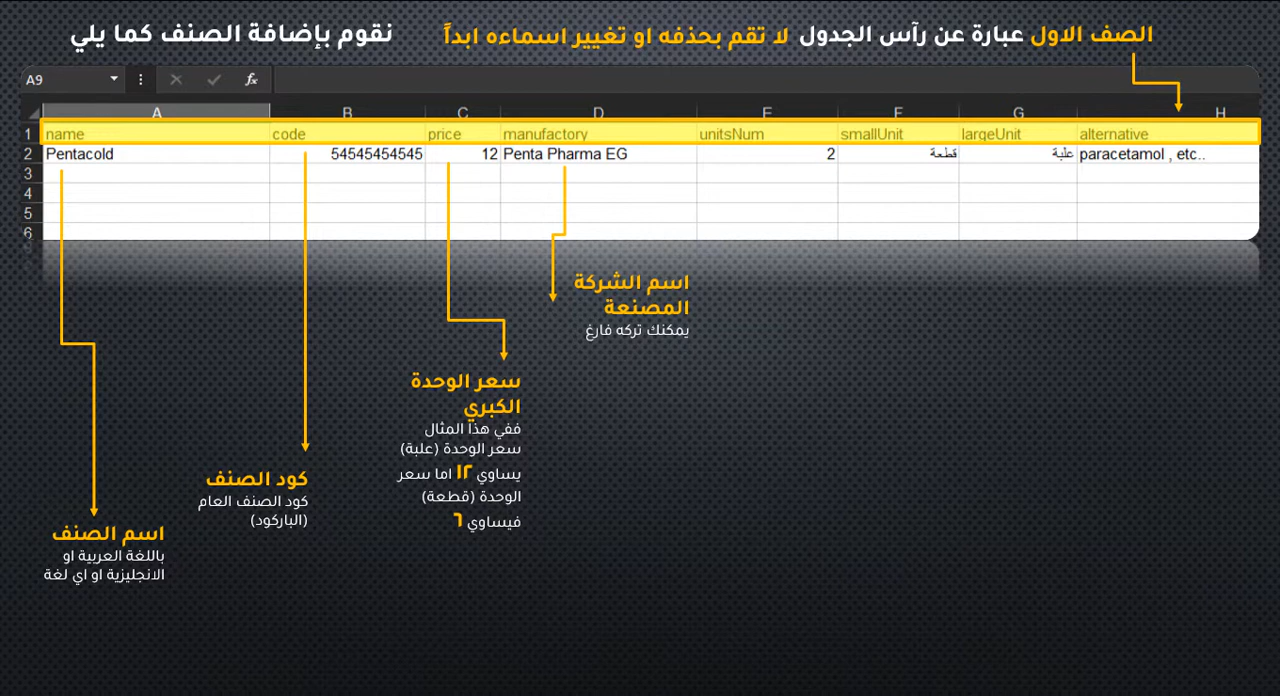 الصف الاول عبارة عن رآس الجدول لا تقم بحذفه او تغيير اسماءه ابداً
نقوم بإضافة الصنف كما يلي
A9 fx
A B C D E F G H
1 name code price manufactory unitsNum smallUnit largeUnit alternative
2 Pentacold 54545454545 12 Penta Pharma EG 2 قطعة علبة paracetamol , etc..
3
4
5
6
اسم الشركة
المصنعة
يمكنك تركه فارغ
سعر الوحدة
الكبري
ففي هذا المثال
سعر الوحدة (علبة)
يساوي ١٢ اما سعر
الوحدة (قطعة)
فيساوي ٦
كود الصنف
كود الصنف العام
(الباركود)
اسم الصنف
باللغة العربية او
الانجليزية او اي لغة